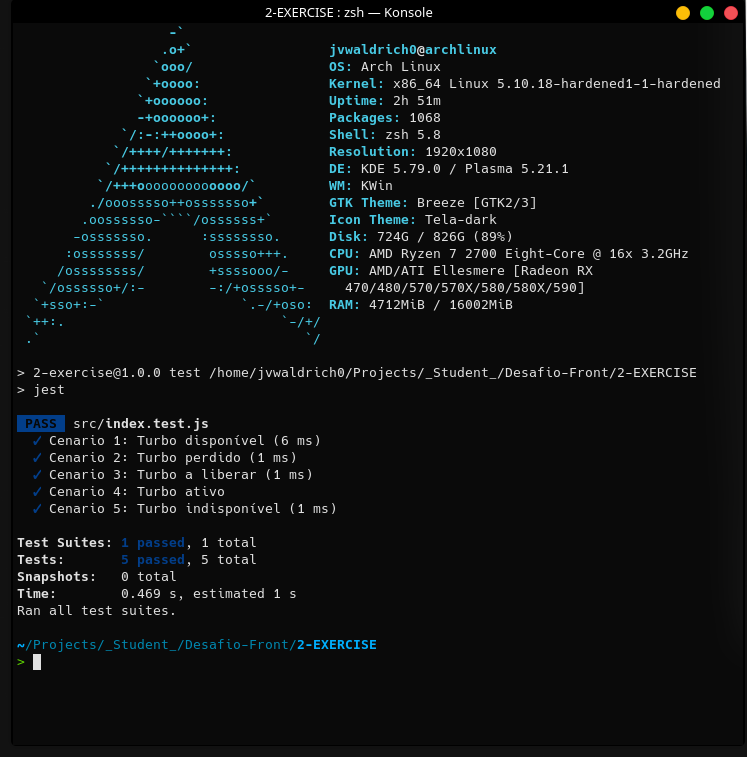 2-EXERCISE : zsh — Konsole
                   -`
                  .o+`                 jvwaldrich0@archlinux
                 `ooo/                 OS: Arch Linux
                `+oooo:                Kernel: x86_64 Linux 5.10.18-hardened1-1-hardened
               `+oooooo:               Uptime: 2h 51m
               -+oooooo+:              Packages: 1068
             `/:-:++oooo+:             Shell: zsh 5.8
            `/++++/+++++++:            Resolution: 1920x1080
           `/++++++++++++++:           DE: KDE 5.79.0 / Plasma 5.21.1
          `/+++ooooooooooooo/`         WM: KWin
         ./ooosssso++osssssso+`        GTK Theme: Breeze [GTK2/3]
        .oossssso-````/ossssss+`       Icon Theme: Tela-dark
       -osssssso.      :ssssssso.      Disk: 724G / 826G (89%)
      :osssssss/        osssso+++.     CPU: AMD Ryzen 7 2700 Eight-Core @ 16x 3.2GHz
     /ossssssss/        +ssssooo/-     GPU: AMD/ATI Ellesmere [Radeon RX
   `/ossssso+/:-        -:/+osssso+-     470/480/570/570X/580/580X/590]
  `+sso+:-`                 `.-/+oso:  RAM: 4712MiB / 16002MiB
 `++:.                           `-/+/
 .`                                 `/
> 2-exercise@1.0.0 test /home/jvwaldrich0/Projects/_Student_/Desafio-Front/2-EXERCISE
> jest
PASS src/index.test.js
✓ Cenario 1: Turbo disponível (6 ms)
✓ Cenario 2: Turbo perdido (1 ms)
✓ Cenario 3: Turbo a liberar (1 ms)
✓ Cenario 4: Turbo ativo
✓ Cenario 5: Turbo indisponível (1 ms)
Test Suites: 1 passed, 1 total
Tests:       5 passed, 5 total
Snapshots:   0 total
Time:        0.469 s, estimated 1 s
Ran all test suites.
~/Projects/_Student_/Desafio-Front/2-EXERCISE
>